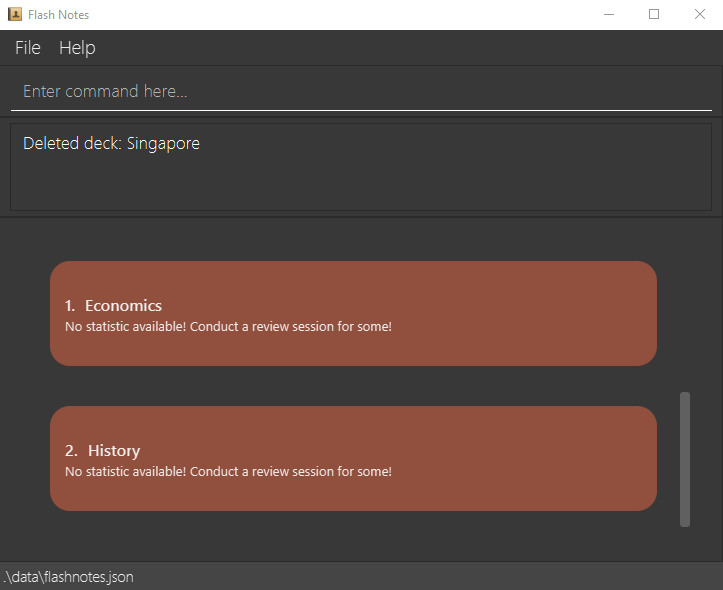 Flash Notes
File Help
Enter command here...
Deleted deck: Singapore
1. Economics
No statistic available! Conduct a review session for some!
2. History
No statistic available! Conduct a review session for some!
.\data\flashnotes.json